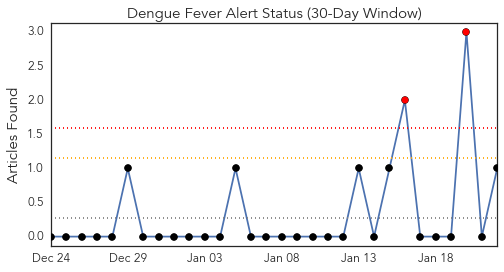 Dengue Fever Alert Status (30-Day Window)
Articles Found
3.0
2.5
2.0
1.5
1.0
0.5
0.0
Dec 24 Dec 29 Jan 03 Jan 08 Jan 13 Jan 18